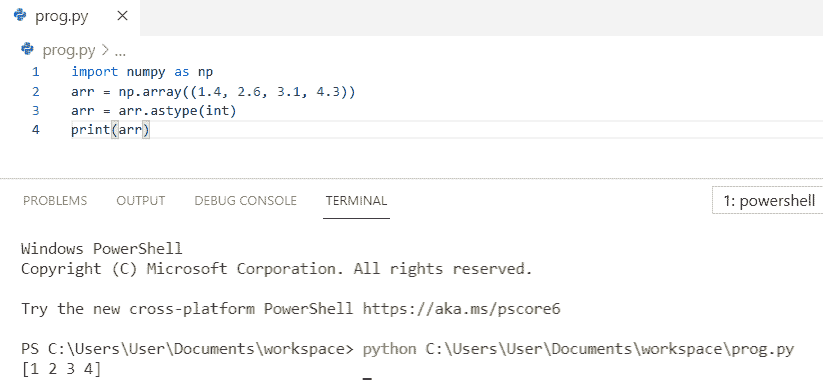 prog.py ×
prog.py > ...
1 import numpy as np
2 arr = np.array((1.4, 2.6, 3.1, 4.3))
3 arr = arr.astype(int)
4 print(arr)
PROBLEMS OUTPUT DEBUG CONSOLE TERMINAL 1: powershell
Windows PowerShell
Copyright (C) Microsoft Corporation. All rights reserved.
Try the new cross-platform PowerShell https://aka.ms/pscore6
PS C:\Users\User\Documents\workspace> python C:\Users\User\Documents\workspace\prog.py
[1 2 3 4]